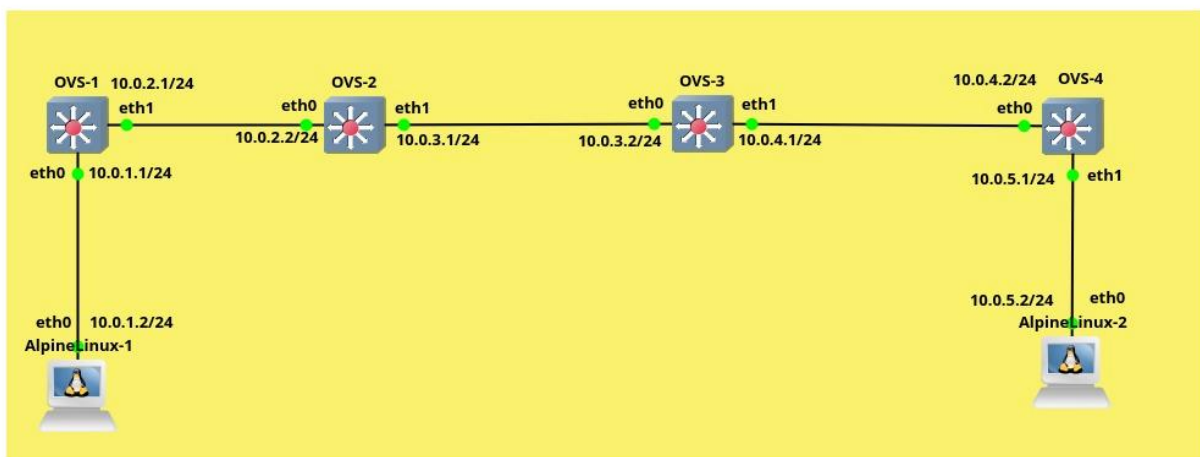 OVS-1
10.0.2.1/24
eth1
eth0
10.0.1.1/24
OVS-2
eth0
10.0.2.2/24
eth1
10.0.3.1/24
OVS-3
eth0
10.0.3.2/24
eth1
10.0.4.1/24
OVS-4
10.0.4.2/24
eth0
10.0.5.1/24
eth1
eth0
10.0.1.2/24
AlpineLinux-1
10.0.5.2/24
eth0
AlpineLinux-2